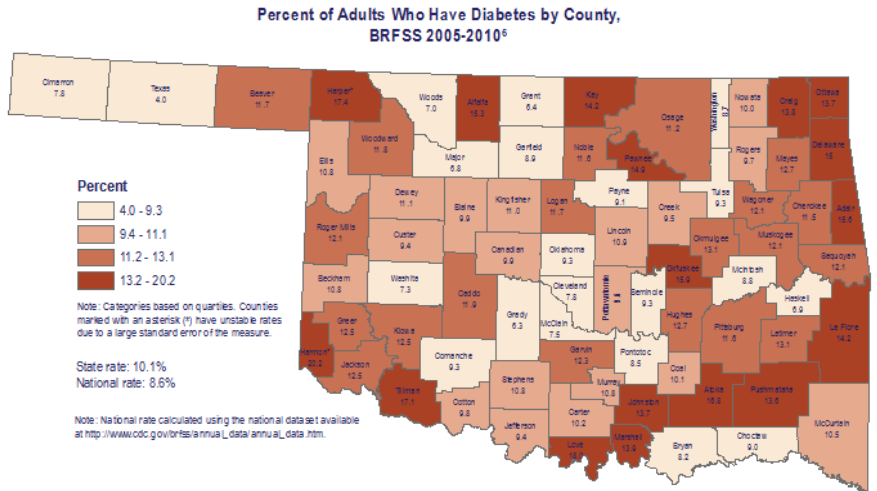 Percent of Adults Who Have Diabetes by County,
BRFSS 2005-2010⁶
Cimarron
7.8
Texas
4.0
Beaver
11.7
Harper*
17.4
Woods
7.0
Alfalfa
Grant
6.4
Kay
14.2
Osage
11.2
Washington
8.7
Nowata
10.0
Craig
13.8
Ottawa
13.7
Woodward
11.8
Ellis
10.8
Major
6.8
Garfield
8.9
Noble
11.6
Pawnee
14.9
Rogers
9.7
Mayes
12.7
Delaware
15
Dewey
11.1
Blaine
9.9
Kingfisher
11.0
Logan
11.7
Payne
9.1
Creek
9.5
Tulsa
9.3
Wagoner
12.1
Cherokee
11.5
Adair
15.6
Roger Mills
12.1
Custer
9.4
Canadian
9.9
Oklahoma
9.3
Lincoln
10.9
Okfuskee
15.9
Okmulgee
13.1
Muskogee
12.1
Sequoyah
12.1
Beckham
10.8
Washita
7.3
Caddo
11.9
Grady
6.3
Cleveland
7.8
McClain
7.5
Pottawatomie
Seminole
9.3
Hughes
12.7
McIntosh
8.8
Haskell
6.9
Pittsburg
11.6
Latimer
13.1
Le Flore
14.2
Greer
12.5
Kiowa
12.5
Harmon*
20.2
Jackson
12.5
Tillman
17.1
Comanche
9.3
Cotton
9.8
Stephens
10.8
Jefferson
9.4
Garvin
12.3
Murray
10.8
Carter
10.2
Love
Pontotoc
8.5
Coal
10.1
Johnston
13.7
Marshall
13.9
Atoka
16.8
Pushmataha
13.6
Bryan
8.2
Choctaw
9.0
McCurtain
10.5
Percent
4.0 - 9.3
9.4 - 11.1
11.2 - 13.1
13.2 - 20.2
Note: Categories based on quartiles. Counties
marked with an asterisk (*) have unstable rates
due to a large standard error of the measure.
State rate: 10.1%
National rate: 8.6%
Note: National rate calculated using the national dataset available
at http://www.cdc.gov/brfss/annual_data/annual_data.htm.